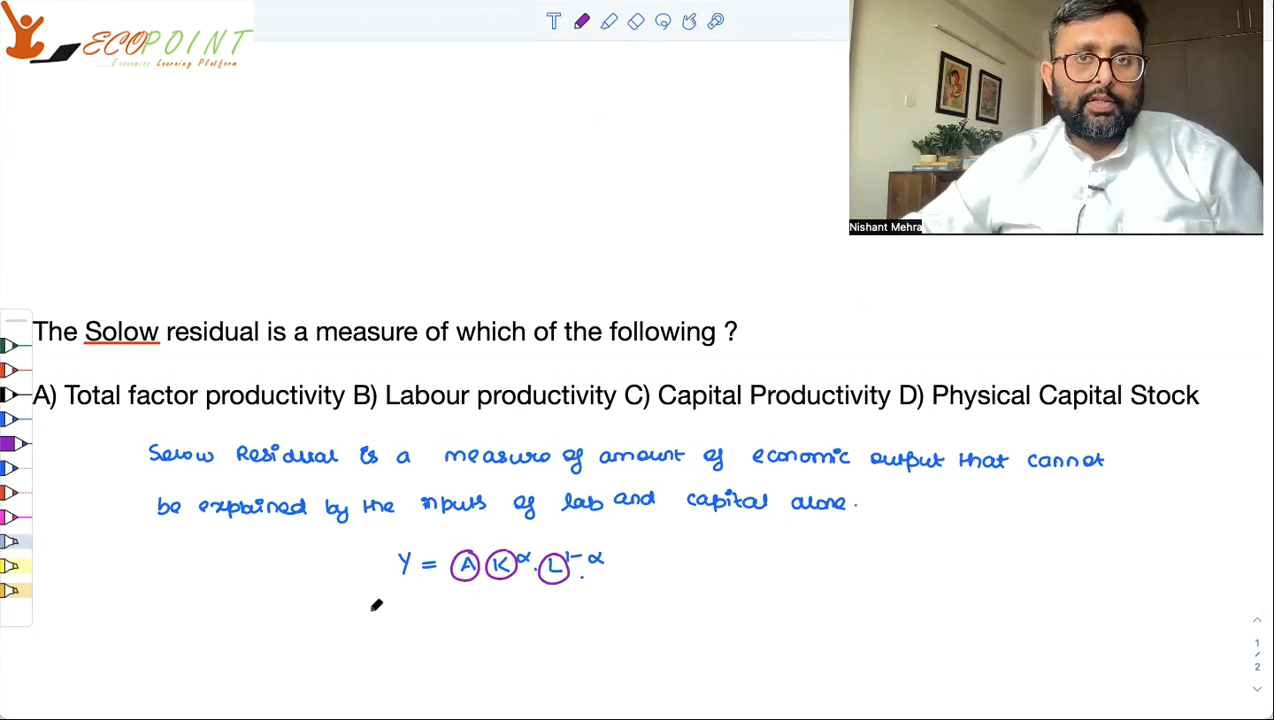 ECOPOINT
.....Economics Learning Platform
Nishant Mehra
The Solow residual is a measure of which of the following ?
A) Total factor productivity B) Labour productivity C) Capital Productivity D) Physical Capital Stock
Solow Residual is a measure of amount of economic output that cannot
be explained by the inputs of lab and capital alone.
Y = A K^α . L^1-α
1
/
2